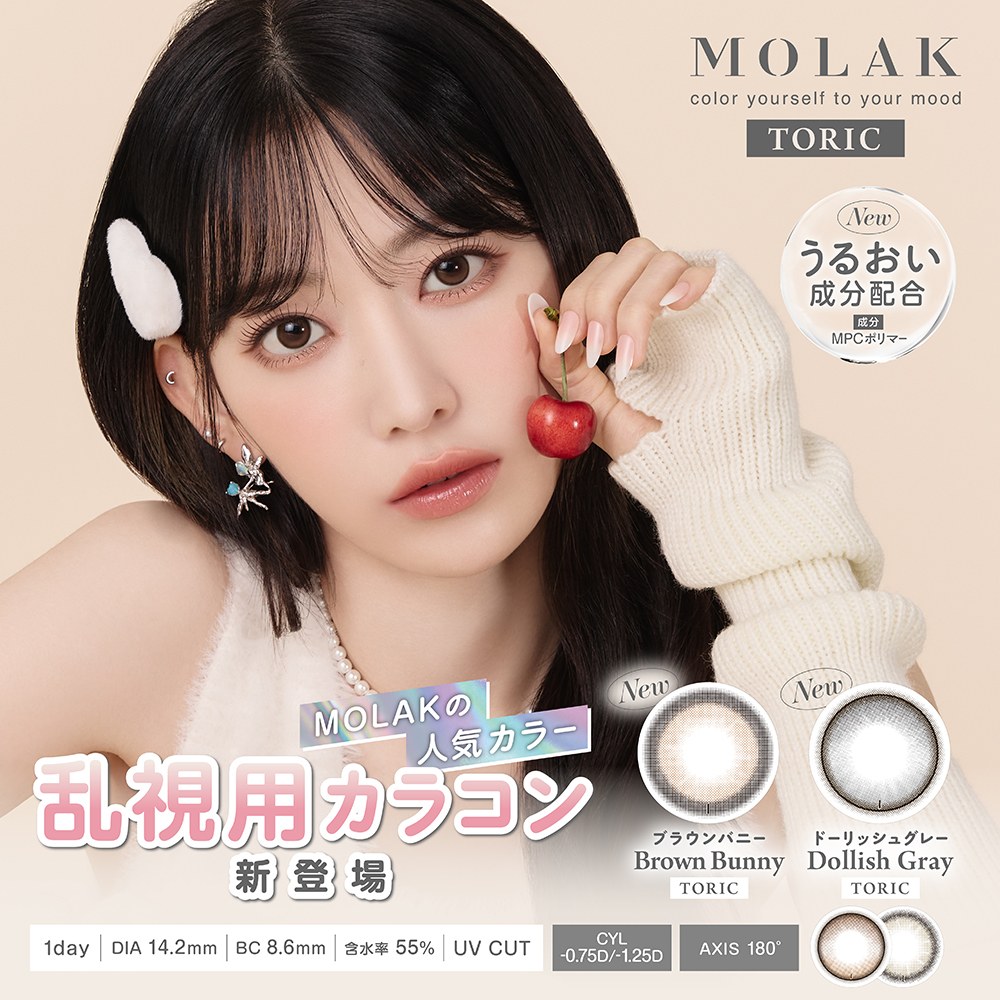 MOLAK
color yourself to your mood
TORIC
New
うるおい
成分配合
成分
MPCポリマー
MOLAKの
人気カラー
乱視用カラコン
新登場
New
ブラウンバニー
Brown Bunny
TORIC
New
ドーリッシュグレー
Dollish Gray
TORIC
1day
DIA 14.2mm
BC 8.6mm
含水率 55%
UV CUT
CYL
-0.75D/-1.25D
AXIS 180°